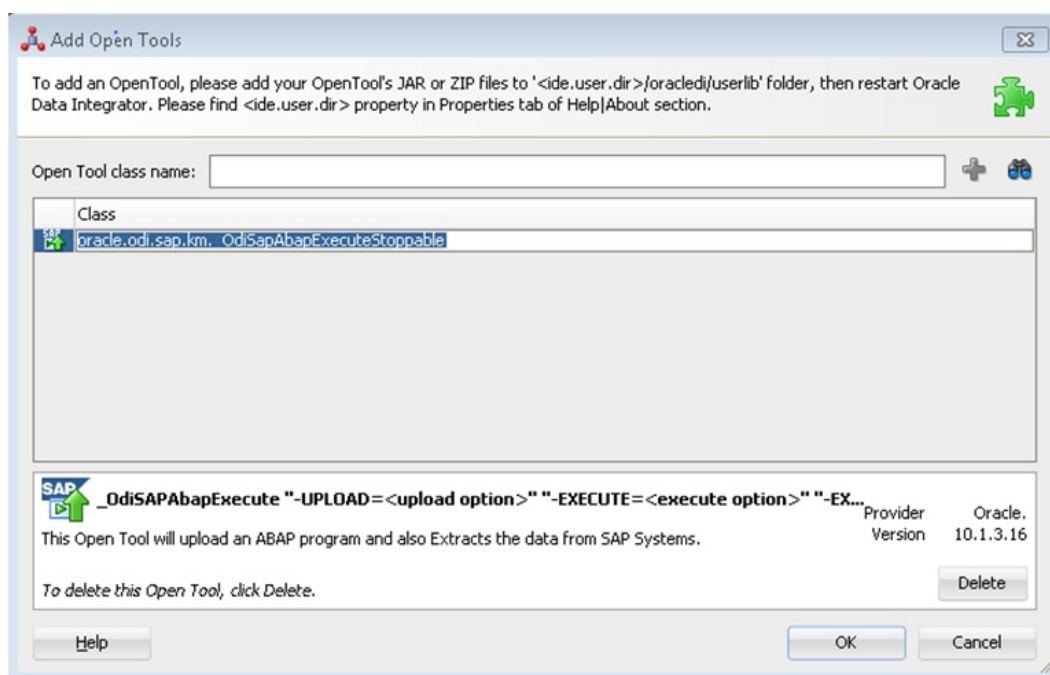 Add Open Tools
To add an OpenTool, please add your OpenTool's JAR or ZIP files to '<ide.user.dir>/oracledi/userlib' folder, then restart Oracle
Data Integrator. Please find <ide.user.dir> property in Properties tab of Help|About section.
Open Tool class name:
Class
SAP oracle.odi.sap.km._OdiSapAbapExecuteStoppable
SAP _OdiSAPAbapExecute "-UPLOAD=<upload option>" "-EXECUTE=<execute option>" "-EX...
Provider Oracle.
This Open Tool will upload an ABAP program and also Extracts the data from SAP Systems. Version 10.1.3.16
To delete this Open Tool, click Delete. Delete
Help OK Cancel